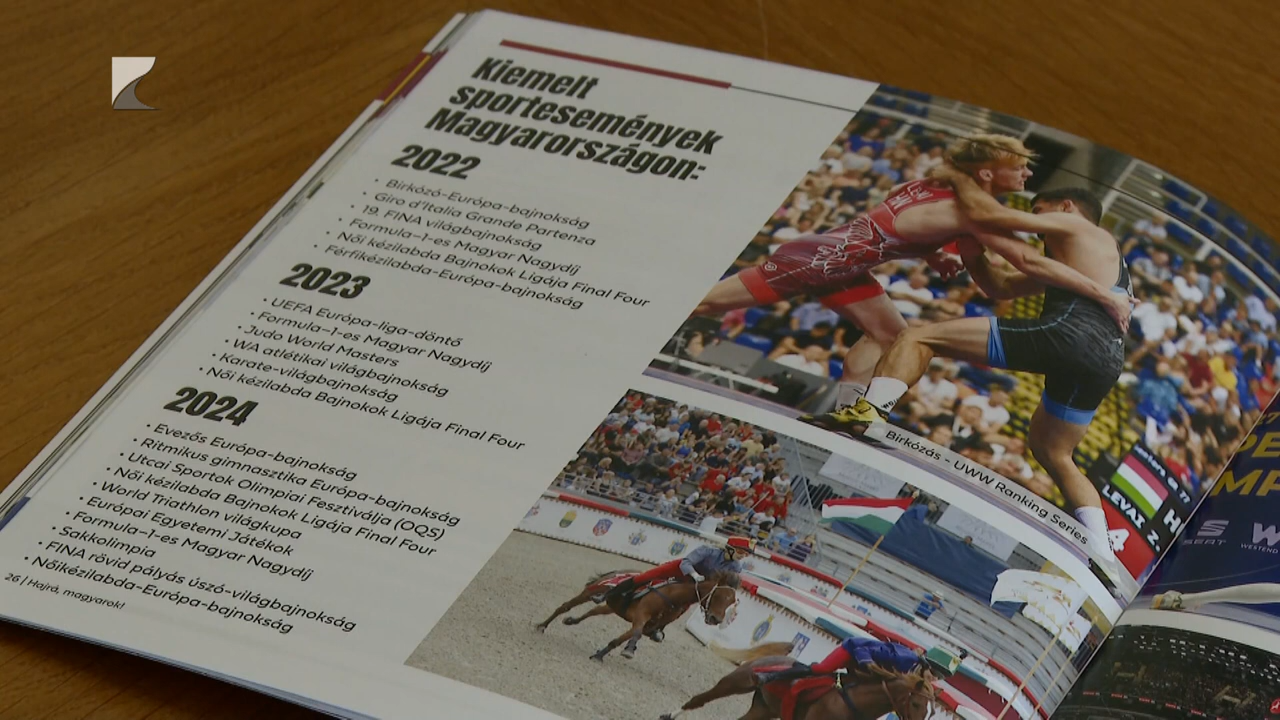 Kiemelt
sportesemények
Magyarországon:
2022
• Birkózó-Európa-bajnokság
• Giro d'Italia Grande Partenza
• 19. FINA világbajnokság
• Formula-1-es Magyar Nagydíj
• Női kézilabda Bajnokok Ligája Final Four
• Férfikézilabda-Európa-bajnokság
2023
• UEFA Európa-liga-döntő
• Formula-1-es Magyar Nagydíj
• Judo World Masters
• WA atlétikai világbajnokság
• Karate-világbajnokság
• Női kézilabda Bajnokok Ligája Final Four
2024
• Evezős Európa-bajnokság
• Ritmikus gimnasztika Európa-bajnokság
• Utcai Sportok Olimpiai Fesztiválja (OQS)
• Női kézilabda Bajnokok Ligája Final Four
• World Triathlon világkupa
• Európai Egyetemi Játékok
• Formula-1-es Magyar Nagydíj
• Sakkolimpia
• FINA rövid pályás úszó-világbajnokság
• Nőikézilabda-Európa-bajnokság
26 | Hajrá, magyarok!
Birkózás - UWW Ranking Series
LEVAI Z.
SEAT